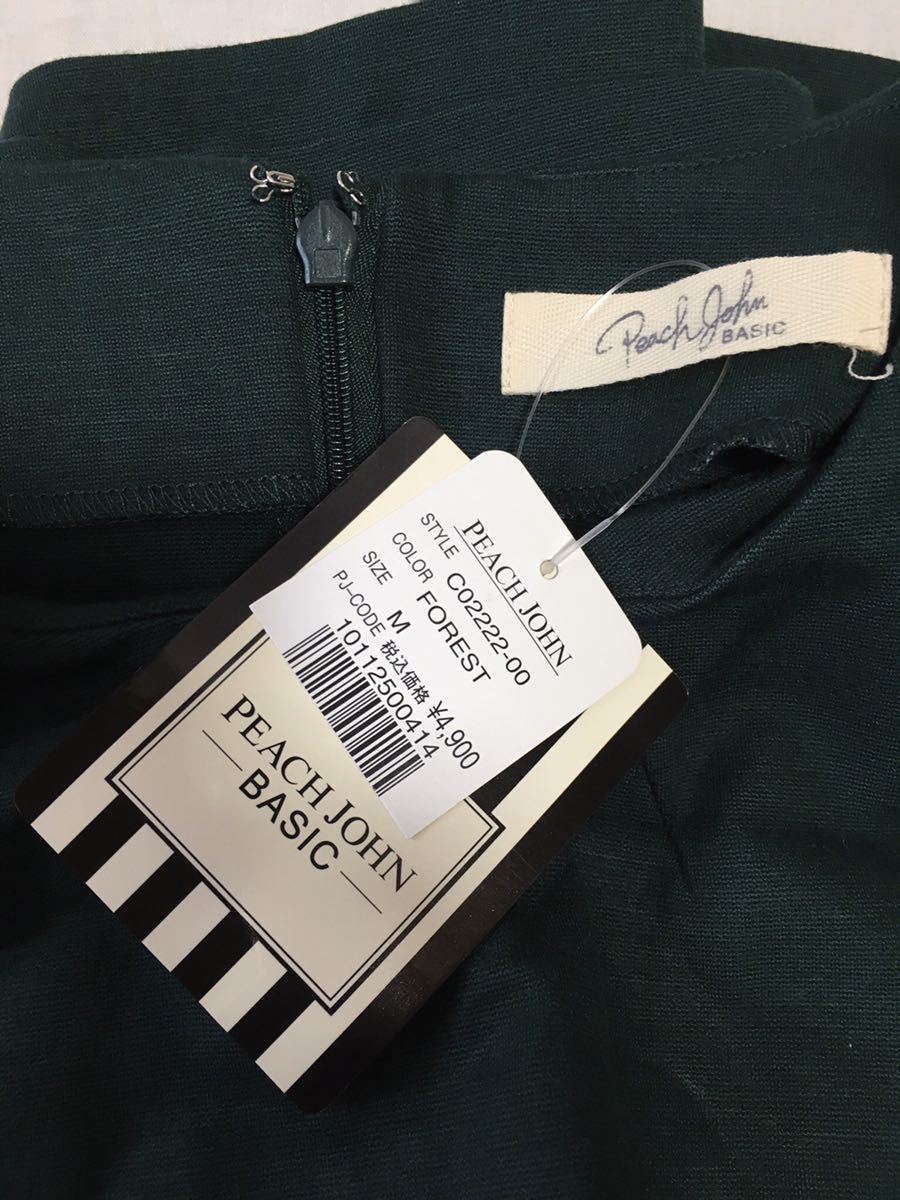 Peach John
BASIC
PEACH JOHN
STYLE C02222-00
COLOR FOREST
SIZE M
税込価格 ¥4,900
PJ-CODE 10112500414
PEACH JOHN
BASIC